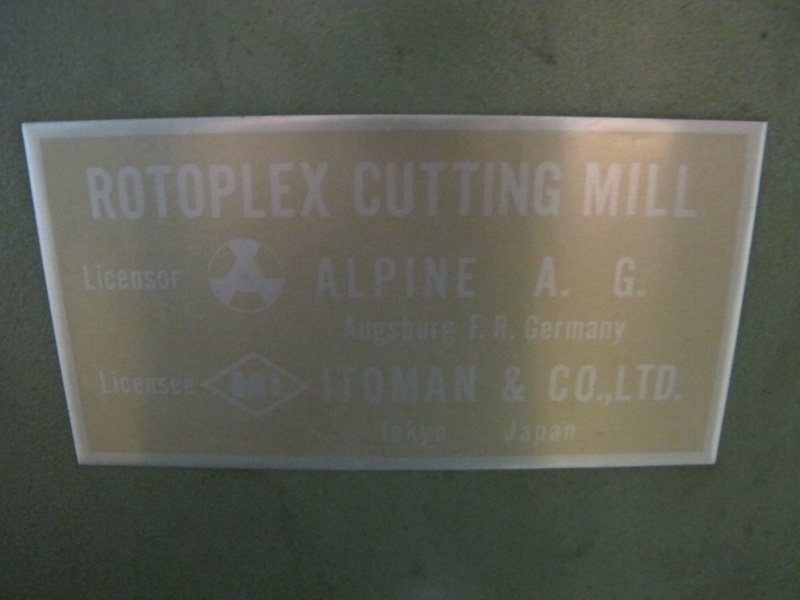 ROTOPLEX CUTTING MILL
Licensor ALPINE A. G.
Augsburg F. R. Germany
Licensee ITOMAN & CO.,LTD.
Tokyo Japan